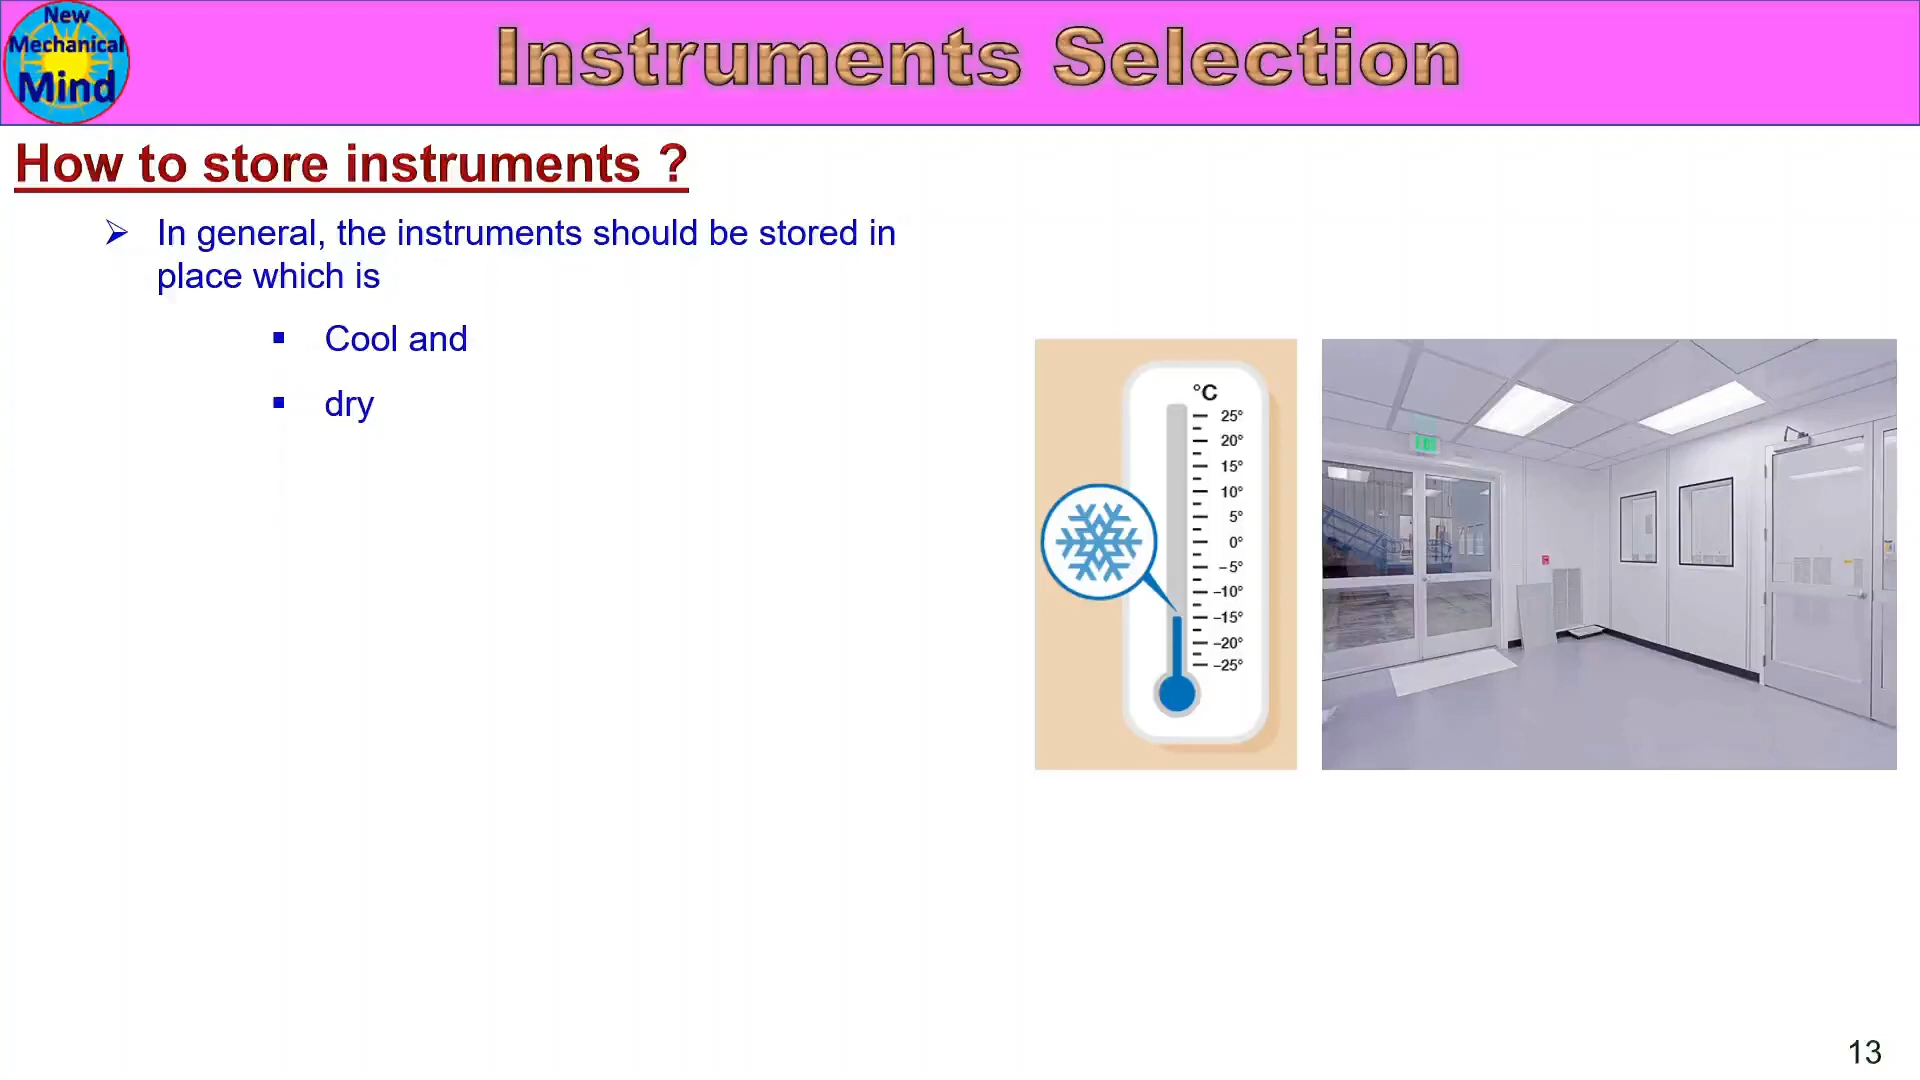 New
Mechanical
Mind
Instruments Selection
How to store instruments ?
In general, the instruments should be stored in
place which is
Cool and
dry
°C
25°
20°
15°
10°
5°
0°
–5°
–10°
–15°
–20°
–25°
13